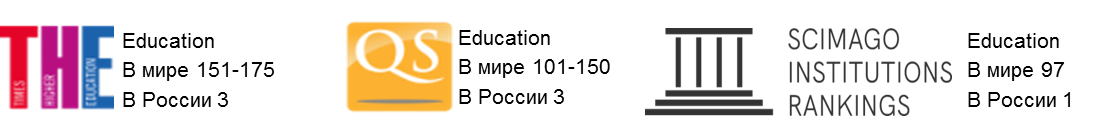 THE
TIMES
HIGHER
EDUCATION
Education
В мире 151-175
В России 3
QS
Education
В мире 101-150
В России 3
SCIMAGO
INSTITUTIONS
RANKINGS
Education
В мире 97
В России 1